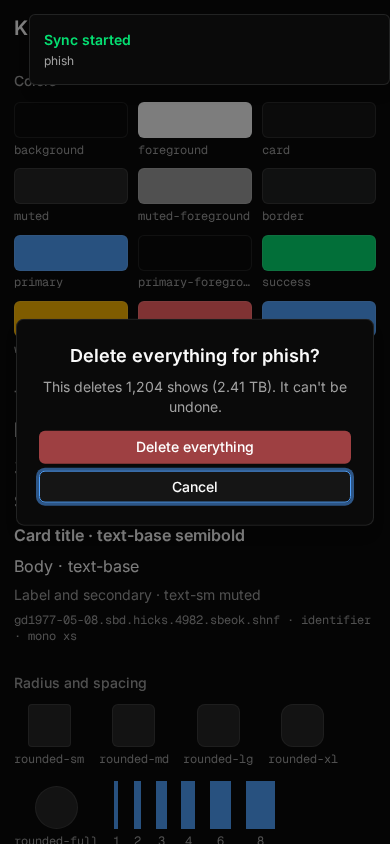 K
Sync started
phish
Colors
background
foreground
card
muted
muted-foreground
border
primary
primary-foregro…
success
Delete everything for phish?
This deletes 1,204 shows (2.41 TB). It can't be
undone.
Delete everything
Cancel
Card title · text-base semibold
Body · text-base
Label and secondary · text-sm muted
gd1977-05-08.sbd.hicks.4982.sbeok.shnf · identifier
· mono xs
Radius and spacing
rounded-sm
rounded-md
rounded-lg
rounded-xl
rounded-full
1
2
3
4
6
8